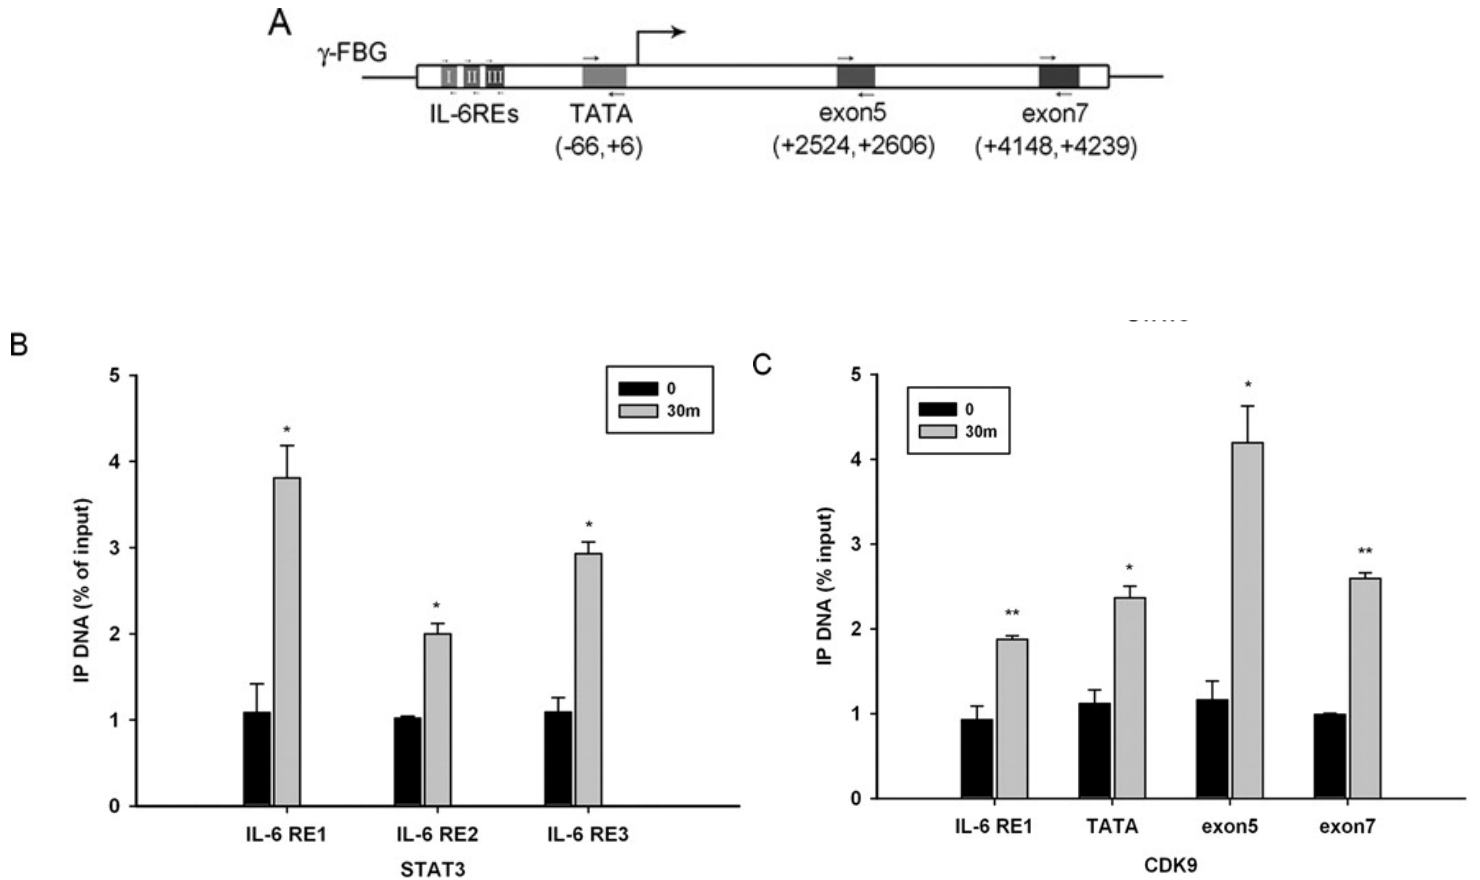 A
γ-FBG
I II III
IL-6REs TATA exon5 exon7
(-66,+6) (+2524,+2606) (+4148,+4239)
B
5
4
3
2
1
0
IP DNA (% of input)
0
30m
*
*
*
IL-6 RE1 IL-6 RE2 IL-6 RE3
STAT3
C
5
4
3
2
1
0
IP DNA (% input)
0
30m
**
*
*
**
IL-6 RE1 TATA exon5 exon7
CDK9